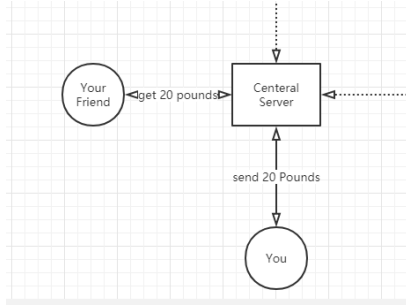 Your
Friend
get 20 pounds
Centeral
Server
send 20 Pounds
You